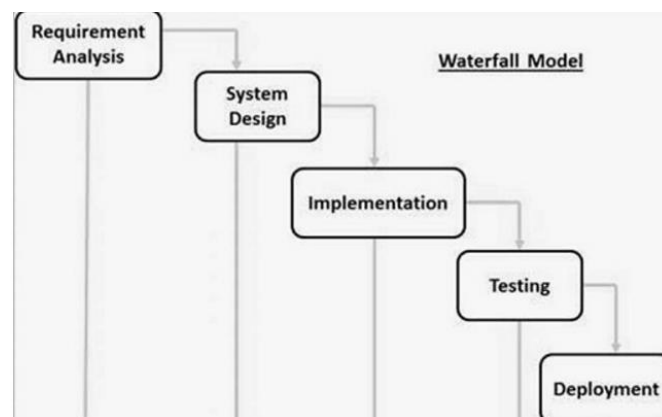 Requirement
Analysis
Waterfall Model
System
Design
Implementation
Testing
Deployment